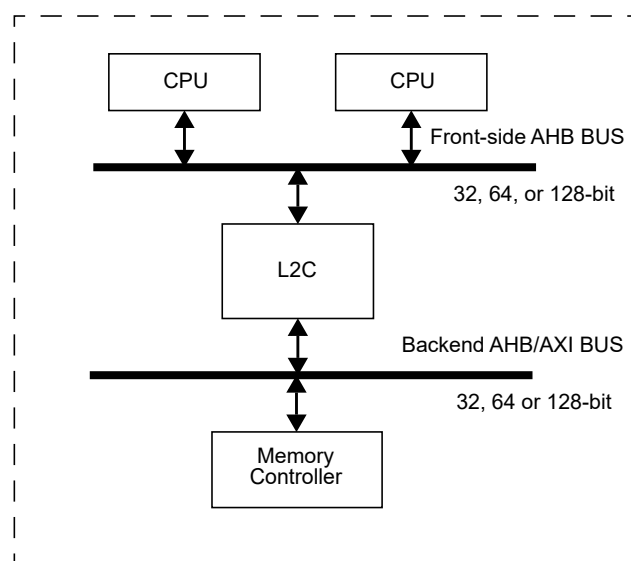 CPU
CPU
Front-side AHB BUS
32, 64, or 128-bit
L2C
Backend AHB/AXI BUS
32, 64 or 128-bit
Memory
Controller